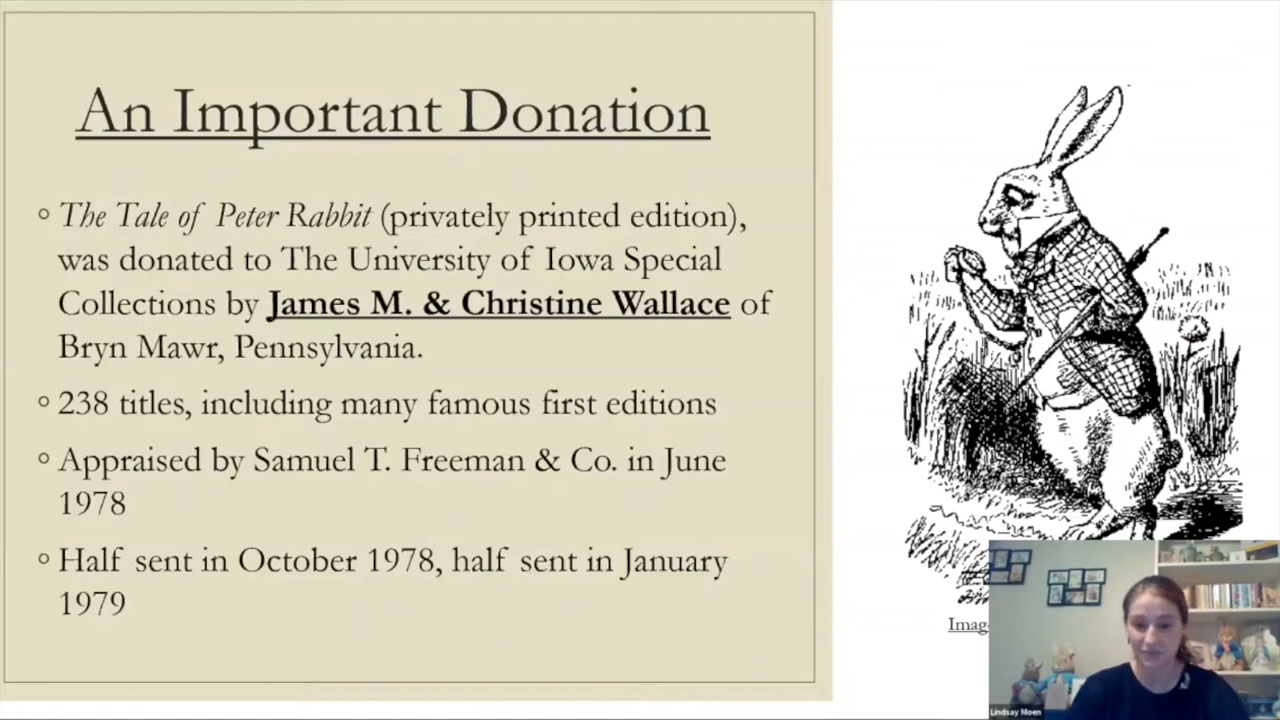 An Important Donation
◦ The Tale of Peter Rabbit (privately printed edition),
was donated to The University of Iowa Special
Collections by James M. & Christine Wallace of
Bryn Mawr, Pennsylvania.
◦ 238 titles, including many famous first editions
◦ Appraised by Samuel T. Freeman & Co. in June
1978
◦ Half sent in October 1978, half sent in January
1979
Lindsay Moen